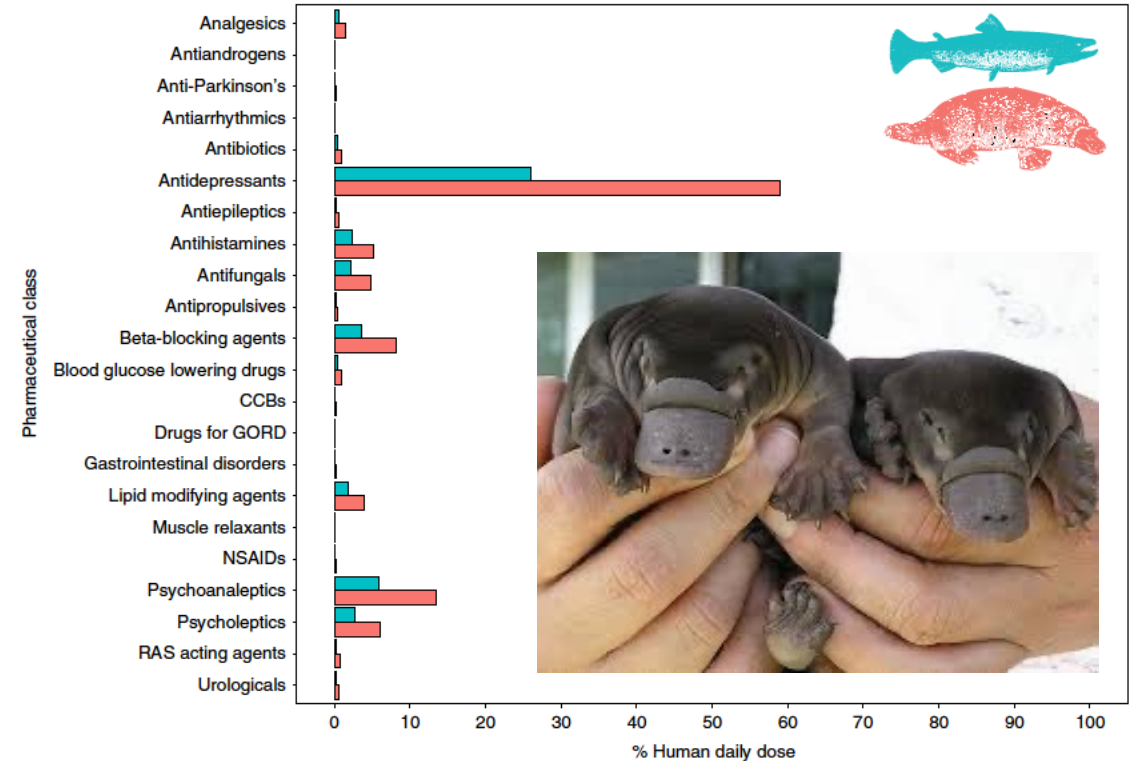 Analgesics
Antiandrogens
Anti-Parkinson's
Antiarrhythmics
Antibiotics
Antidepressants
Antiepileptics
Antihistamines
Antifungals
Antipropulsives
Beta-blocking agents
Blood glucose lowering drugs
CCBs
Drugs for GORD
Gastrointestinal disorders
Lipid modifying agents
Muscle relaxants
NSAIDs
Psychoanaleptics
Psycholeptics
RAS acting agents
Urologicals
Pharmaceutical class
0 10 20 30 40 50 60 70 80 90 100
% Human daily dose